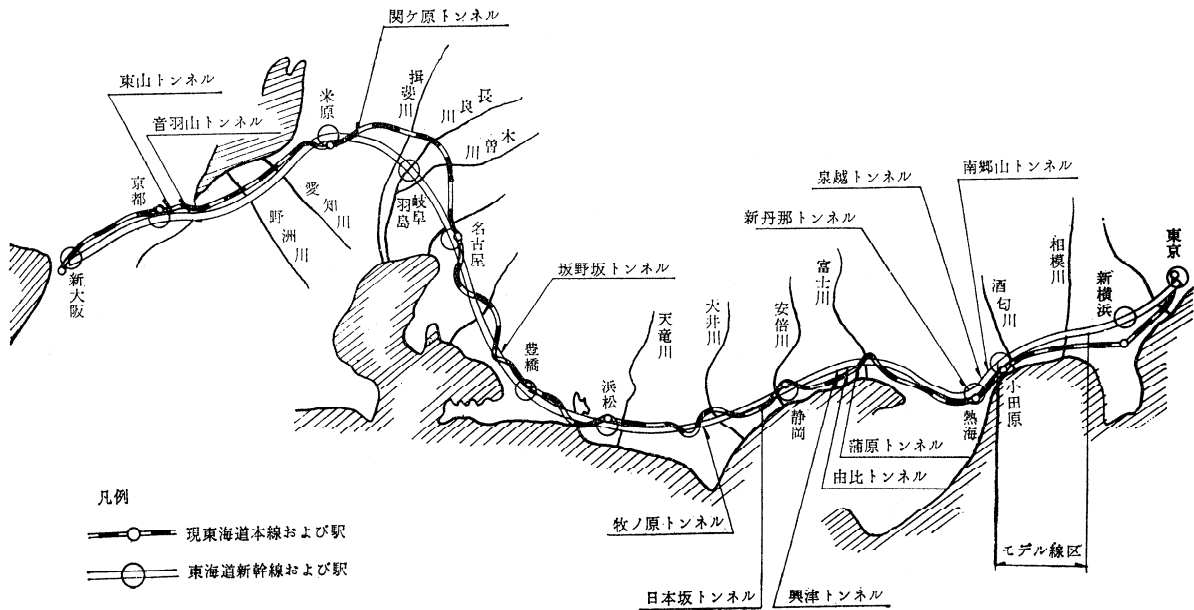 関ケ原トンネル
東山トンネル
音羽山トンネル
米原
揖斐川
長良川
木曽川
京都
愛知川
野洲川
新大阪
岐阜
羽島
名古屋
坂野坂トンネル
豊橋
浜松
天竜川
大井川
安倍川
静岡
富士川
新丹那トンネル
泉越トンネル
南郷山トンネル
熱海
酒匂川
小田原
相模川
新横浜
東京
蒲原トンネル
由比トンネル
牧ノ原トンネル
日本坂トンネル
興津トンネル
モデル線区
凡例
現東海道本線および駅
東海道新幹線および駅